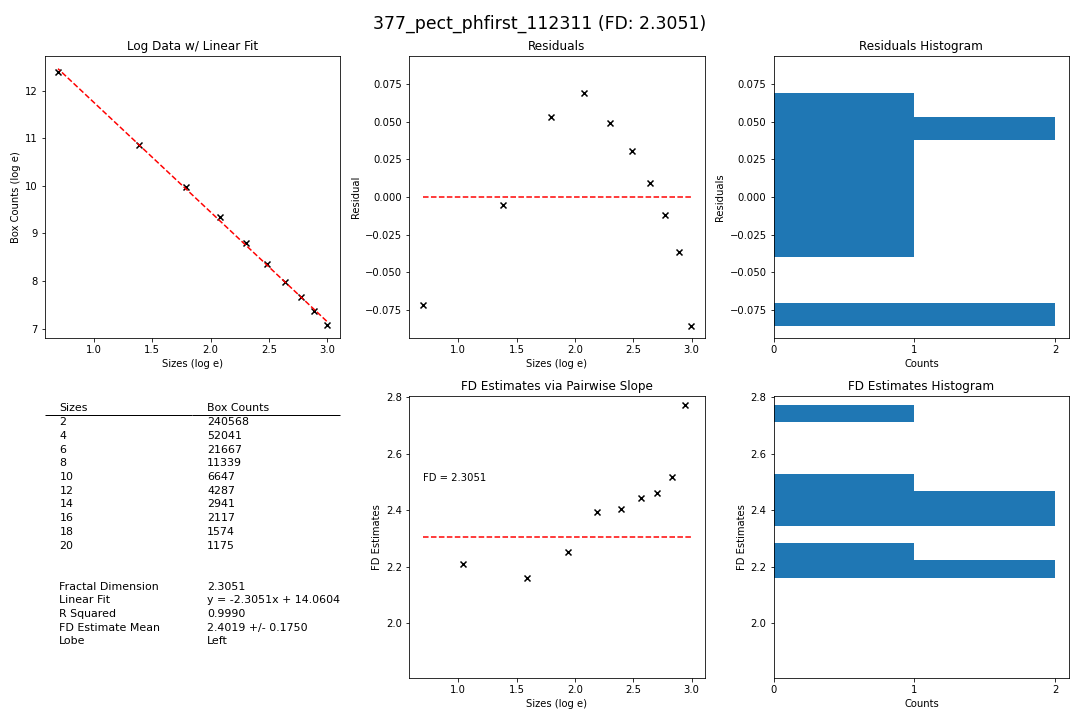 377_pect_phfirst_112311 (FD: 2.3051)
Log Data w/ Linear Fit
Box Counts (log e)
12
11
10
9
8
7
1.0 1.5 2.0 2.5 3.0
Sizes (log e)
Residuals
Residual
0.075
0.050
0.025
0.000
−0.025
−0.050
−0.075
1.0 1.5 2.0 2.5 3.0
Sizes (log e)
Residuals Histogram
Residuals
0.075
0.050
0.025
0.000
−0.025
−0.050
−0.075
0 1 2
Counts
Sizes Box Counts
2 240568
4 52041
6 21667
8 11339
10 6647
12 4287
14 2941
16 2117
18 1574
20 1175
Fractal Dimension 2.3051
Linear Fit y = -2.3051x + 14.0604
R Squared 0.9990
FD Estimate Mean 2.4019 +/- 0.1750
Lobe Left
FD Estimates via Pairwise Slope
FD Estimates
2.8
2.6
2.4
2.2
2.0
FD = 2.3051
1.0 1.5 2.0 2.5 3.0
Sizes (log e)
FD Estimates Histogram
FD Estimates
2.8
2.6
2.4
2.2
2.0
0 1 2
Counts